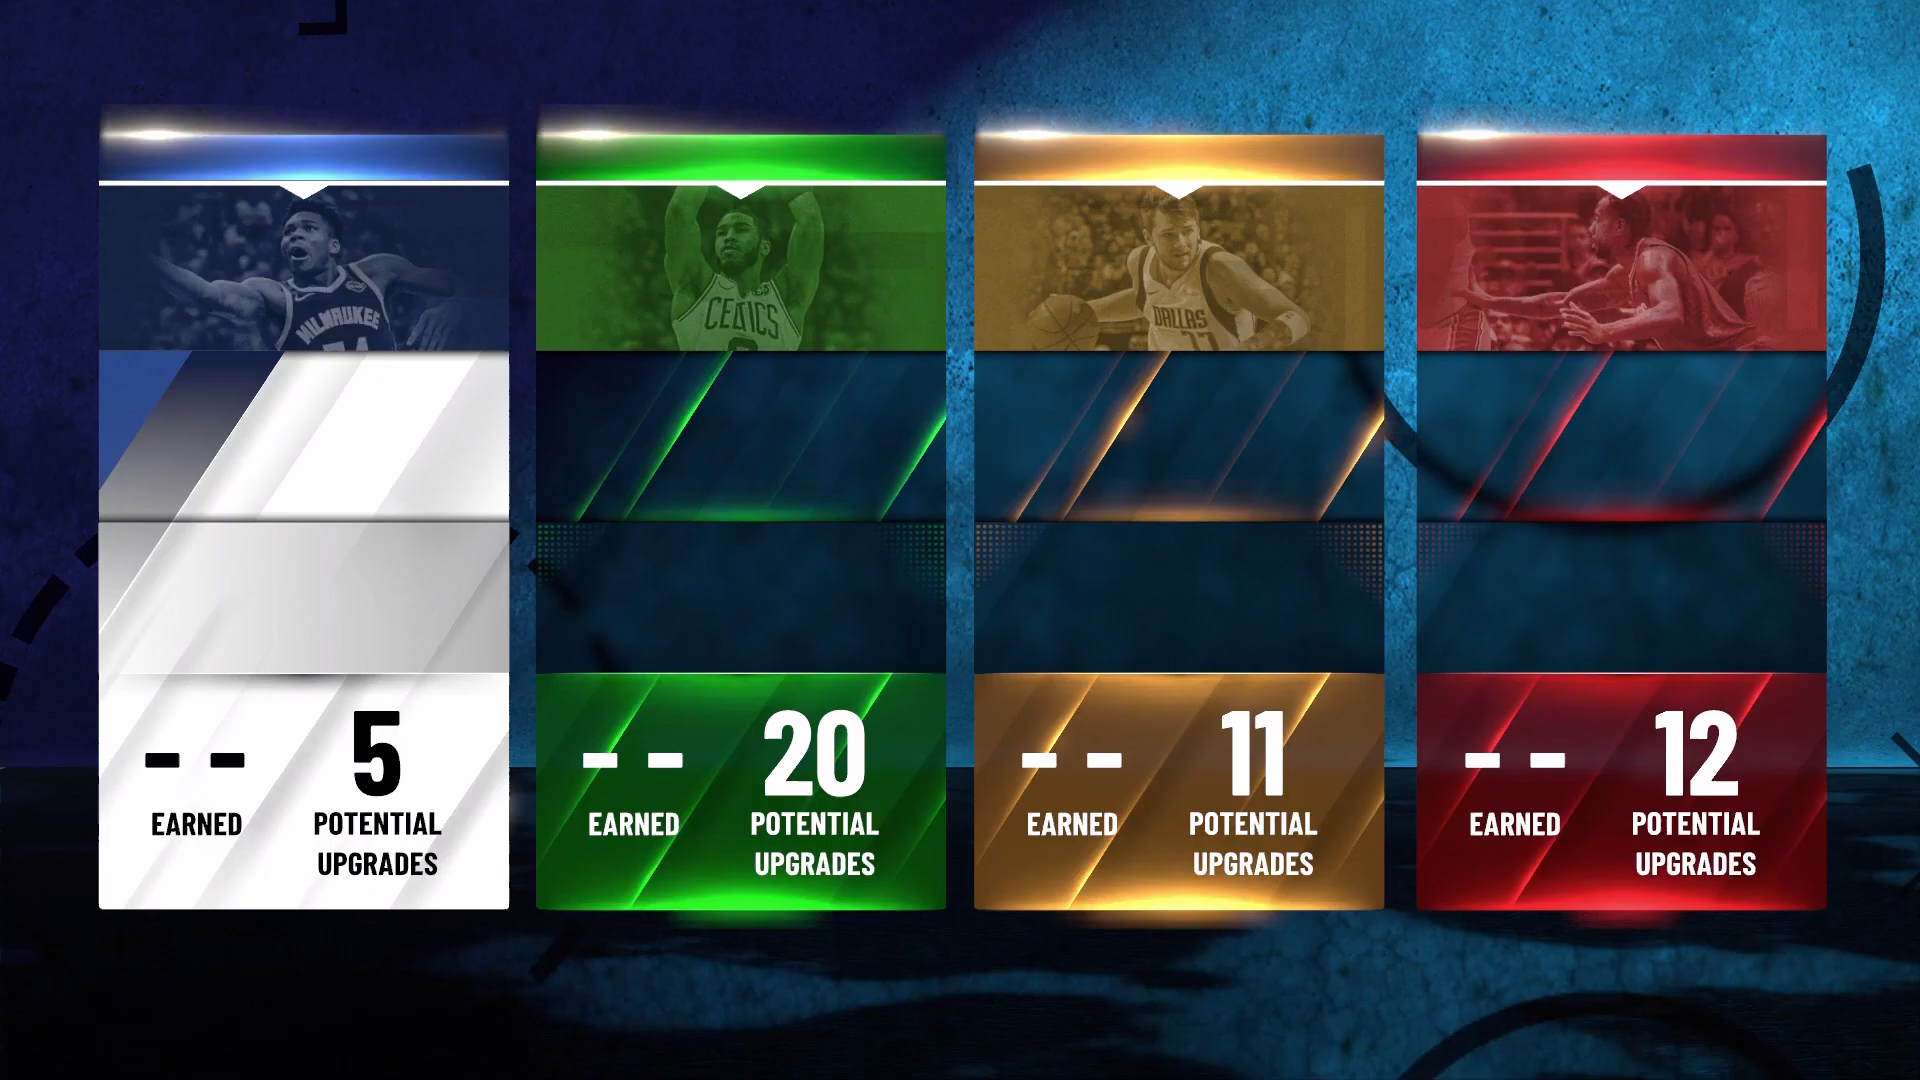 MILWAUKEE
CELTICS
DALLAS
-- 5
EARNED POTENTIAL
UPGRADES
-- 20
EARNED POTENTIAL
UPGRADES
-- 11
EARNED POTENTIAL
UPGRADES
-- 12
EARNED POTENTIAL
UPGRADES